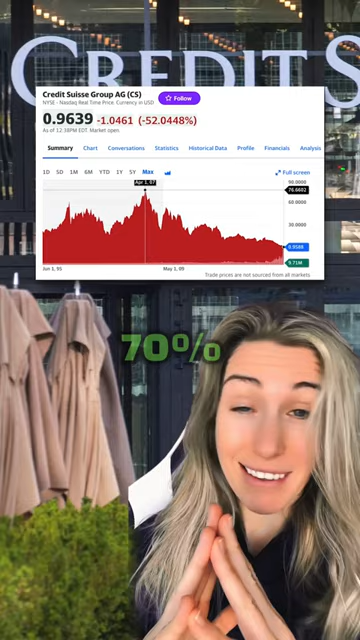 CREDIT S
Credit Suisse Group AG (CS)
NYSE - Nasdaq Real Time Price. Currency in USD
☆ Follow
0.9639 -1.0461 (-52.0448%)
As of 12:38PM EDT. Market open.
Summary Chart Conversations Statistics Historical Data Profile Financials Analysis
1D 5D 1M 6M YTD 1Y 5Y Max Full screen
Apr 1, 07
90.0000
76.6682
60.0000
30.0000
0.9588
9.71M
Jun 1, 95 May 1, 09
Trade prices are not sourced from all markets
70%